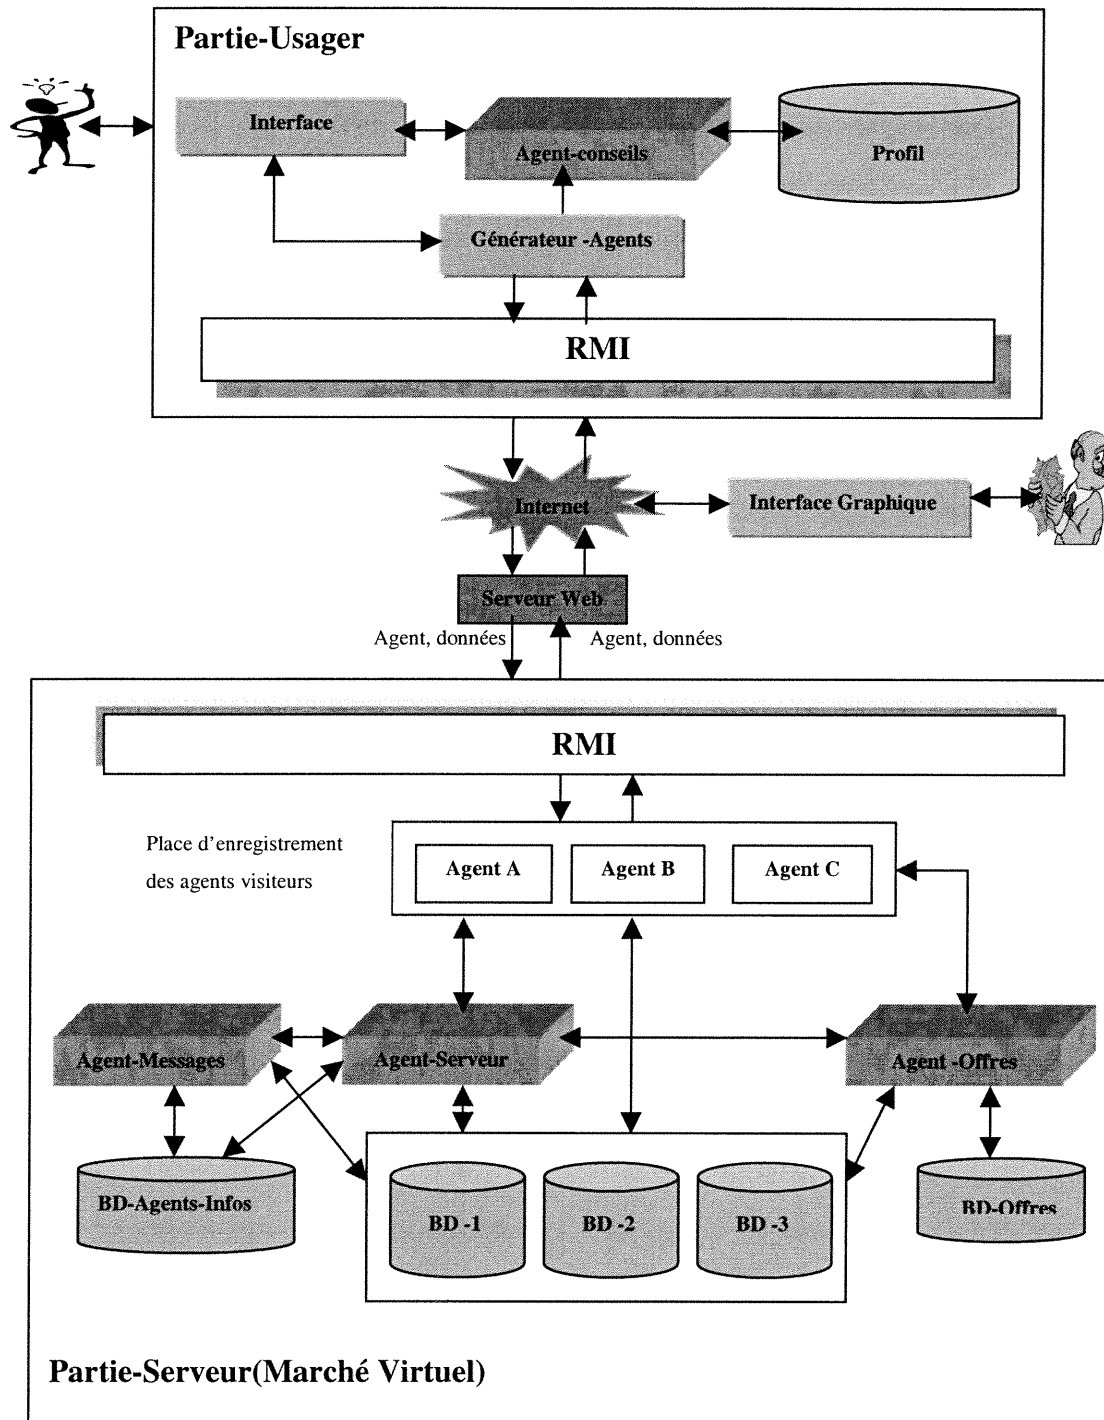 Partie-Usager
Interface
Agent-conseils
Profil
Générateur -Agents
RMI
Internet
Interface Graphique
Serveur Web
Agent, données
Agent, données
RMI
Place d'enregistrement
des agents visiteurs
Agent A
Agent B
Agent C
Agent-Messages
Agent-Serveur
Agent -Offres
BD-Agents-Infos
BD -1
BD -2
BD -3
BD-Offres
Partie-Serveur(Marché Virtuel)